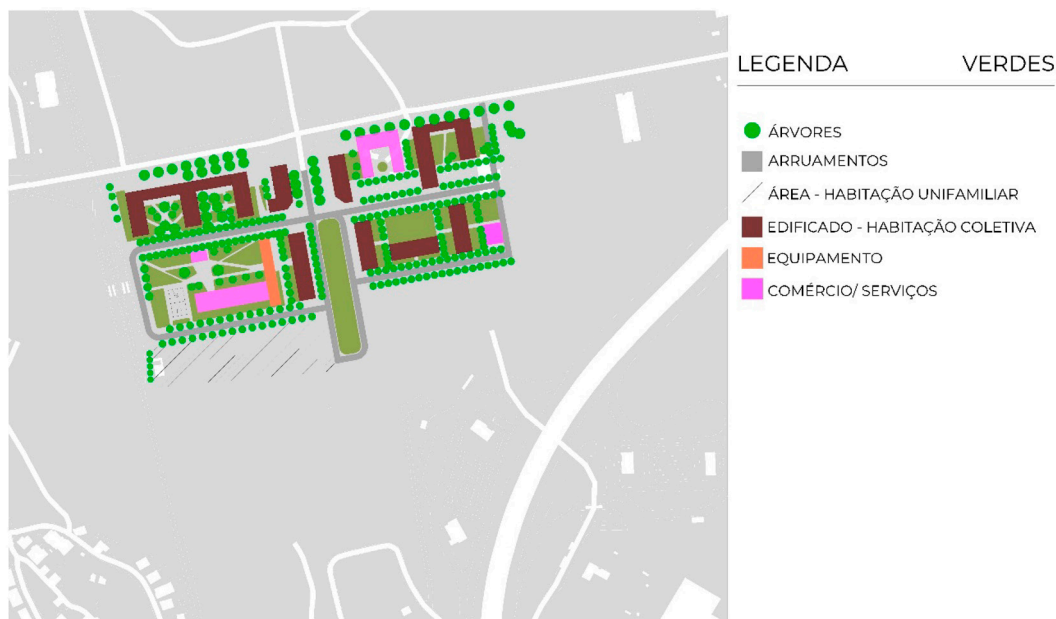 LEGENDA VERDES
ÁRVORES
ARRUAMENTOS
ÁREA - HABITAÇÃO UNIFAMILIAR
EDIFICADO - HABITAÇÃO COLETIVA
EQUIPAMENTO
COMÉRCIO/ SERVIÇOS